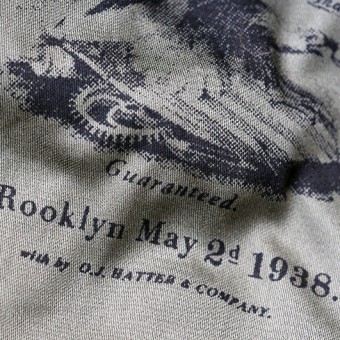 Guaranteed.
Rooklyn May 2d 1938.
with by O.J. HATTER & COMPANY.